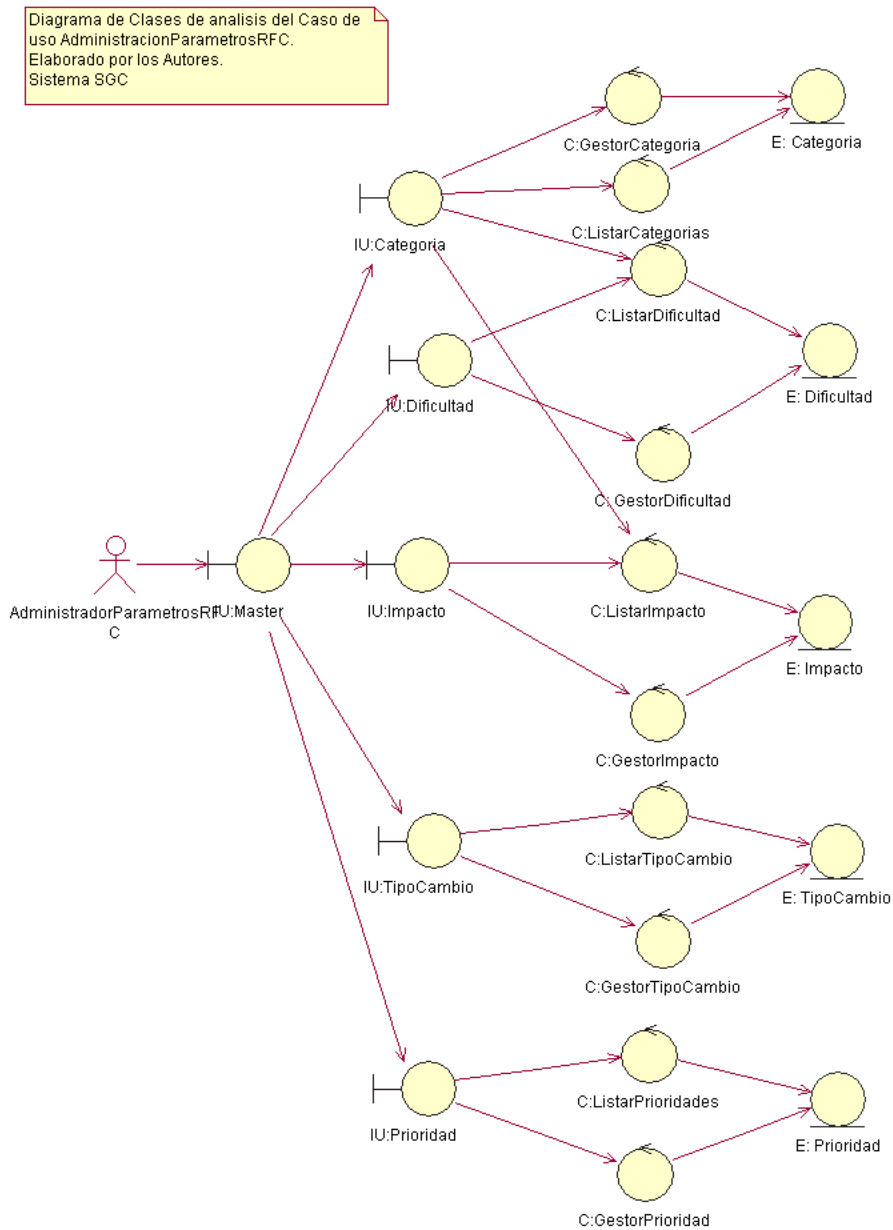 Diagrama de Clases de analisis del Caso de
uso AdministracionParametrosRFC.
Elaborado por los Autores.
Sistema SGC
C:GestorCategoria
E: Categoria
C:ListarCategorias
IU:Categoria
C:ListarDificultad
E: Dificultad
IU:Dificultad
C: GestorDificultad
AdministradorParametrosRF
C
IU:Master
IU:Impacto
C:ListarImpacto
E: Impacto
C:GestorImpacto
C:ListarTipoCambio
IU:TipoCambio
E: TipoCambio
C:GestorTipoCambio
C:ListarPrioridades
IU:Prioridad
E: Prioridad
C:GestorPrioridad